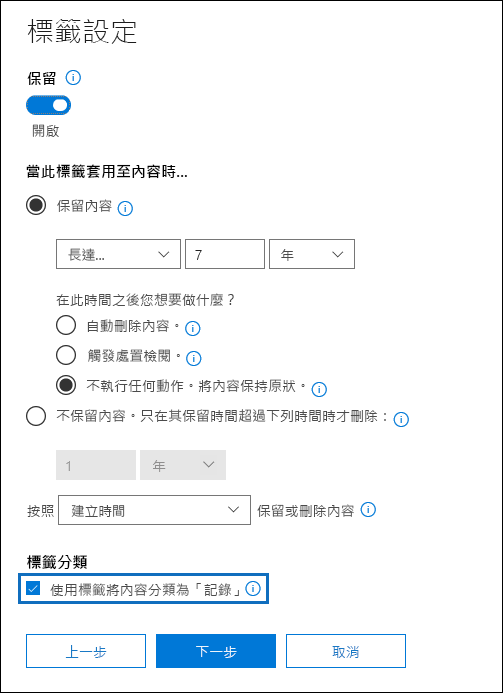 標籤設定
保留
開啟
當此標籤套用至內容時...
保留內容
長達... 7 年
在此時間之後您想要做什麼？
自動刪除內容。
觸發處置檢閱。
不執行任何動作。將內容保持原狀。
不保留內容。只在其保留時間超過下列時間時才刪除：
1 年
按照 建立時間 保留或刪除內容
標籤分類
使用標籤將內容分類為「記錄」
上一步 下一步 取消